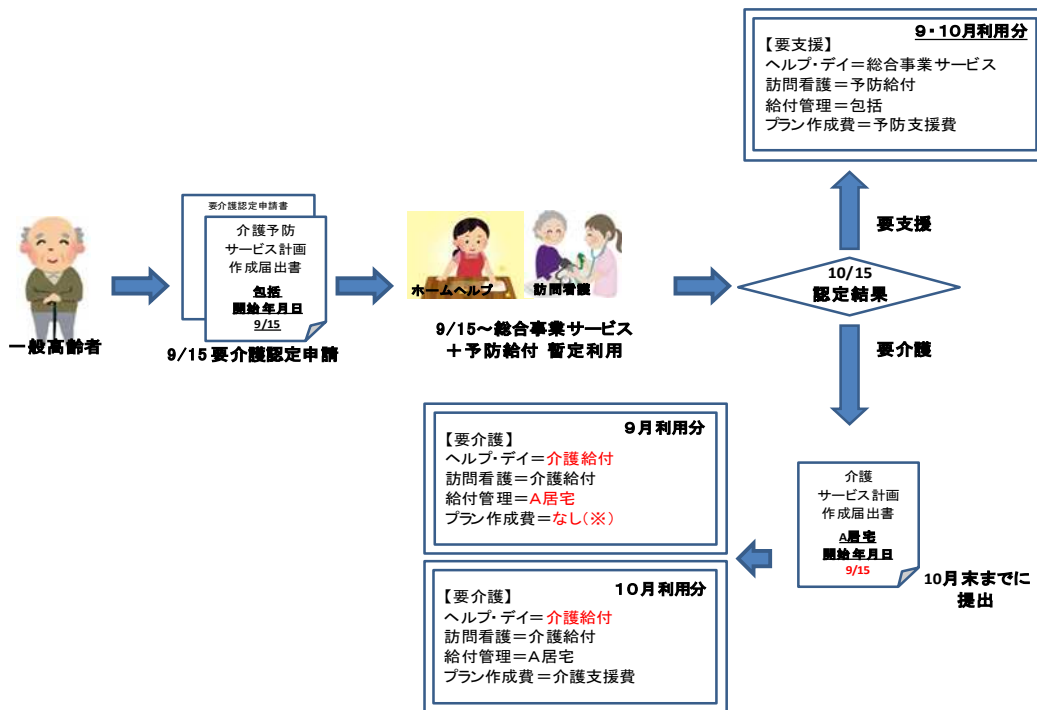 一般高齢者
要介護認定申請書
介護予防
サービス計画
作成届出書
包括
開始年月日
9/15
9/15 要介護認定申請
ホームヘルプ
訪問看護
9/15～総合事業サービス
＋予防給付 暫定利用
10/15
認定結果
要支援
9・10月利用分
【要支援】
ヘルプ・デイ＝総合事業サービス
訪問看護＝予防給付
給付管理＝包括
プラン作成費＝予防支援費
要介護
介護
サービス計画
作成届出書
A居宅
開始年月日
9/15
10月末までに
提出
9月利用分
【要介護】
ヘルプ・デイ＝介護給付
訪問看護＝介護給付
給付管理＝A居宅
プラン作成費＝なし(※)
10月利用分
【要介護】
ヘルプ・デイ＝介護給付
訪問看護＝介護給付
給付管理＝A居宅
プラン作成費＝介護支援費